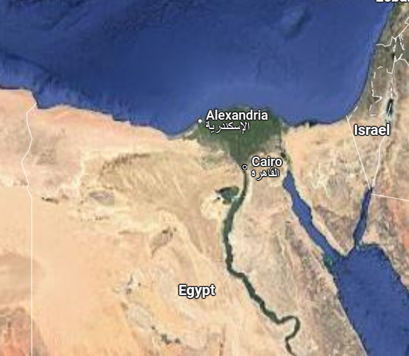 Alexandria
الإسكندرية
Israel
Cairo
القاهرة
Egypt